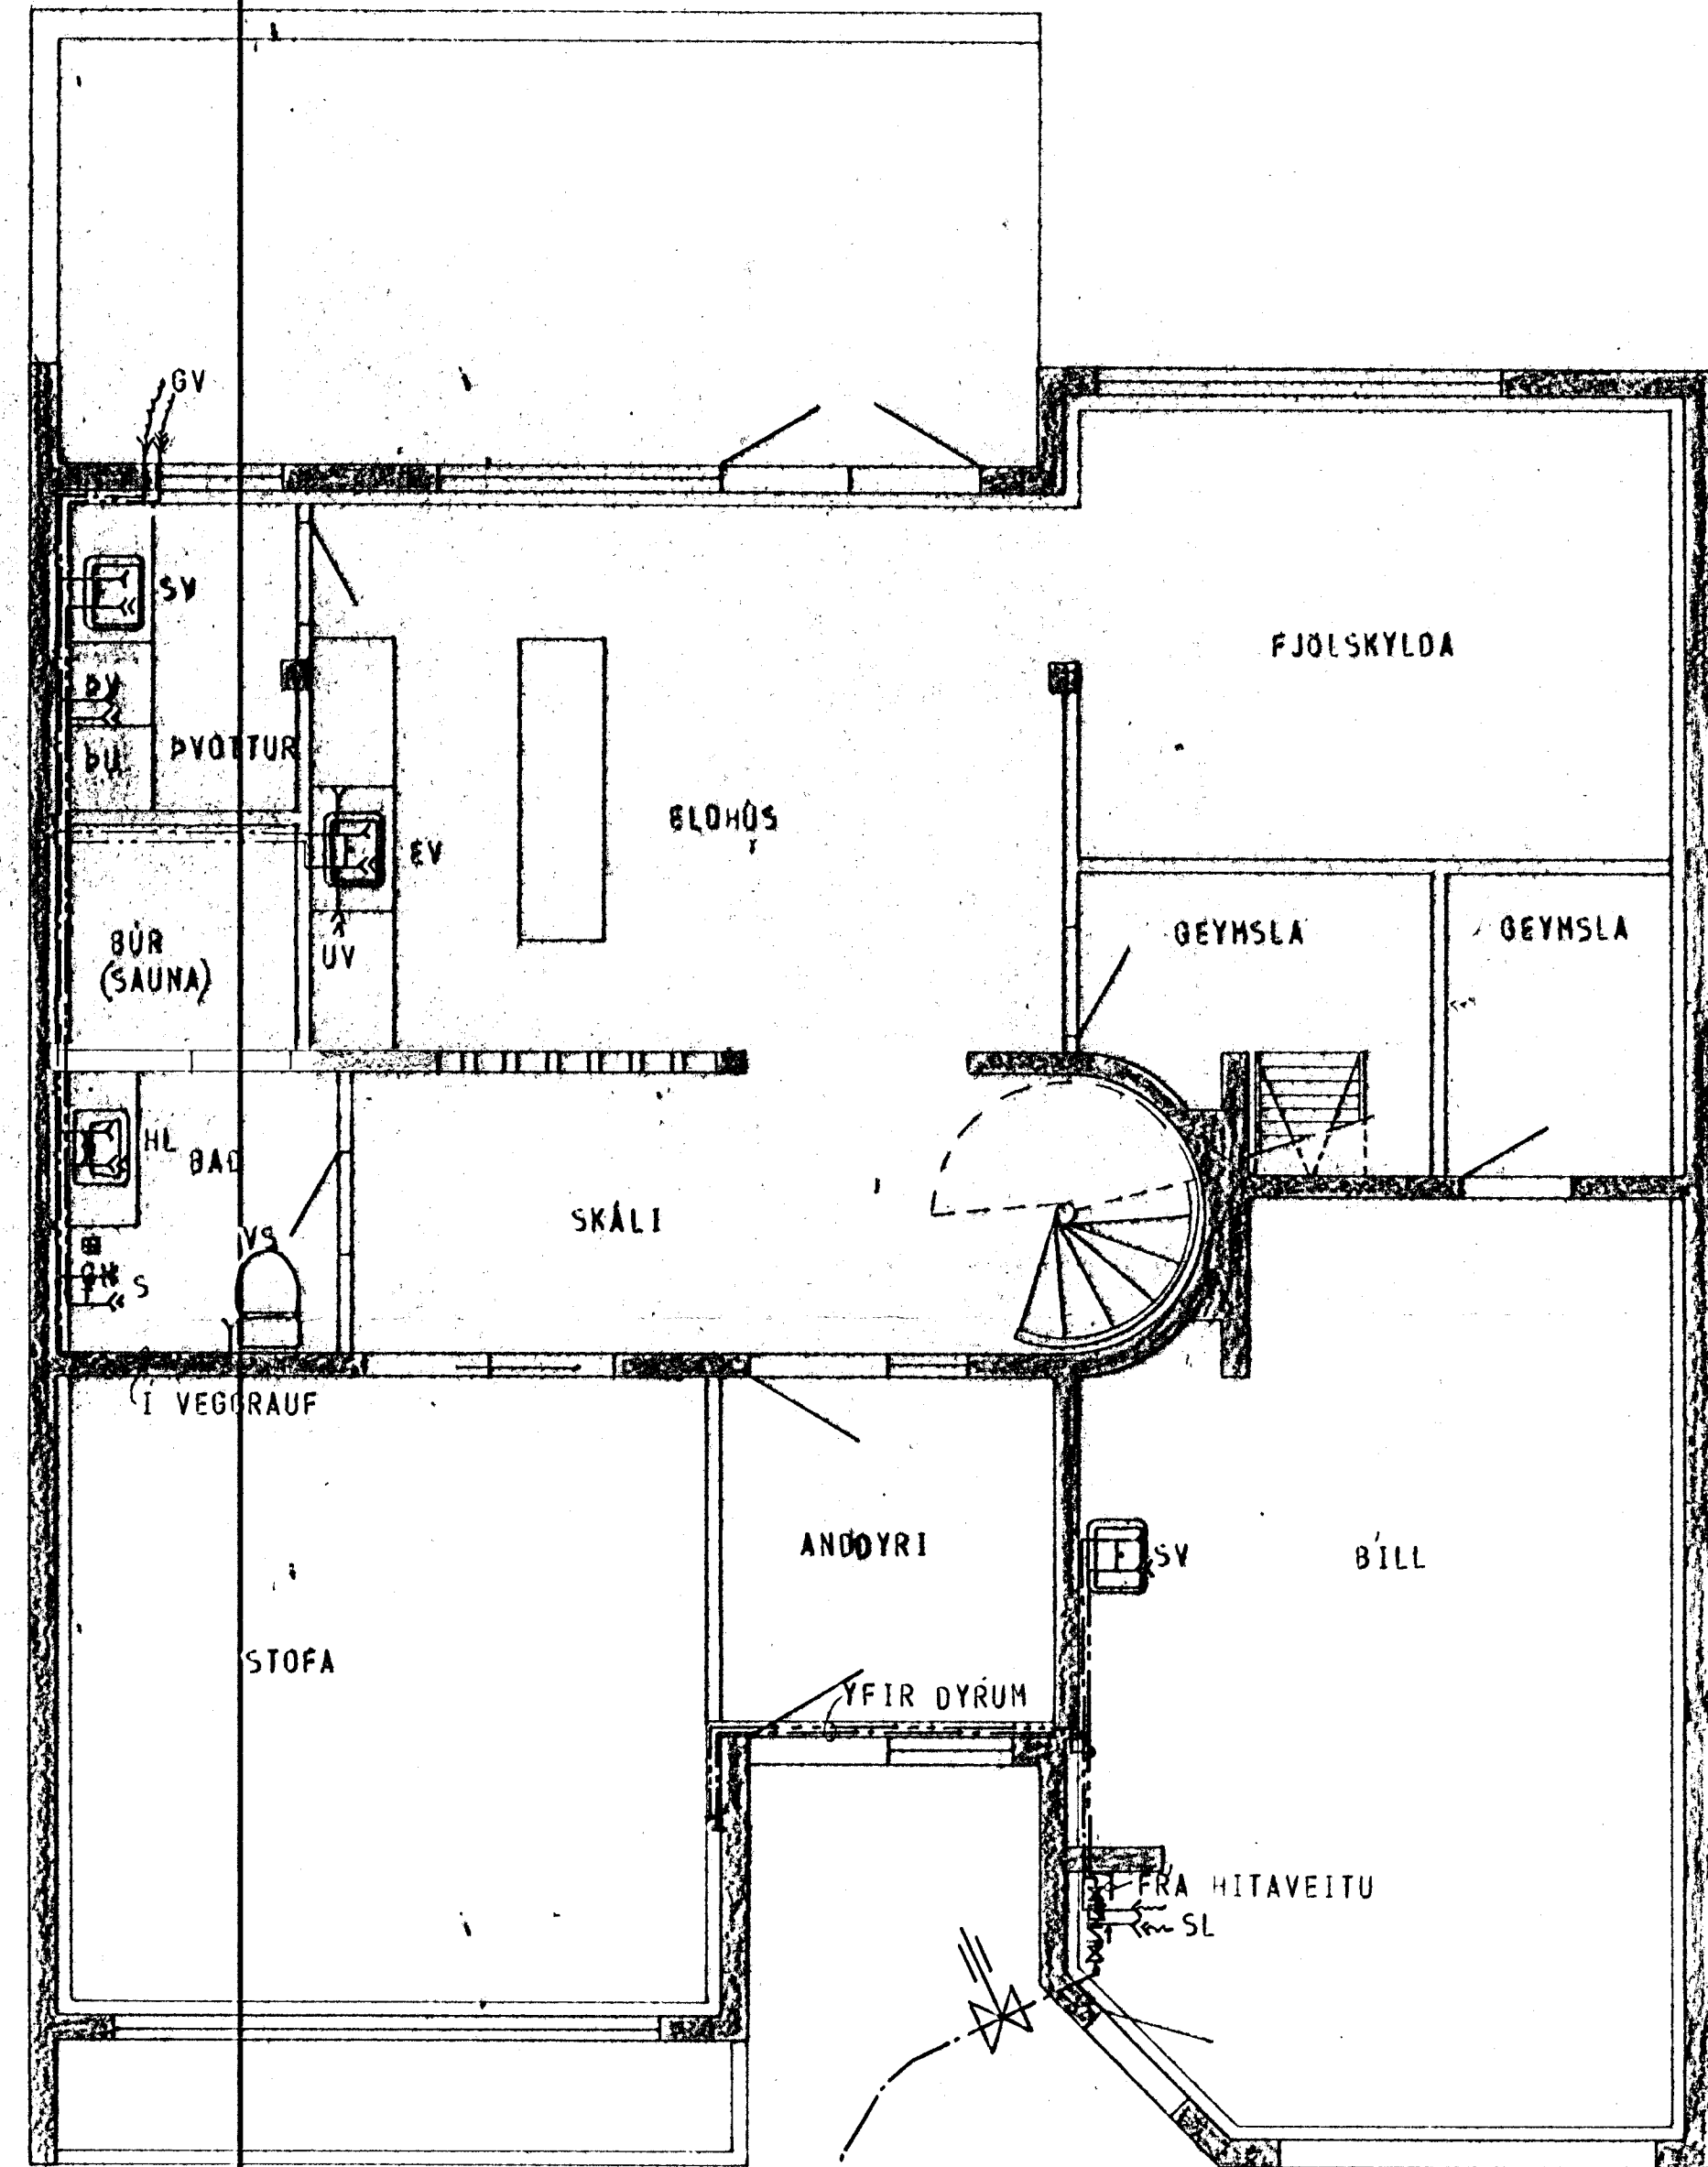 GV
SV
FJÖLSKYLDA
ÞV
ÞVOTTUR
ÞU
ELDHÚS
EV
BÚR
(SAUNA)
UV
GEYMSLA
GEYMSLA
HL
BAÐ
SKÁLI
VS
GN
S
Í VEGGRAUF
ANDDYRI
SV
BÍLL
STOFA
YFIR DYRUM
FRÁ HITAVEITU
SL